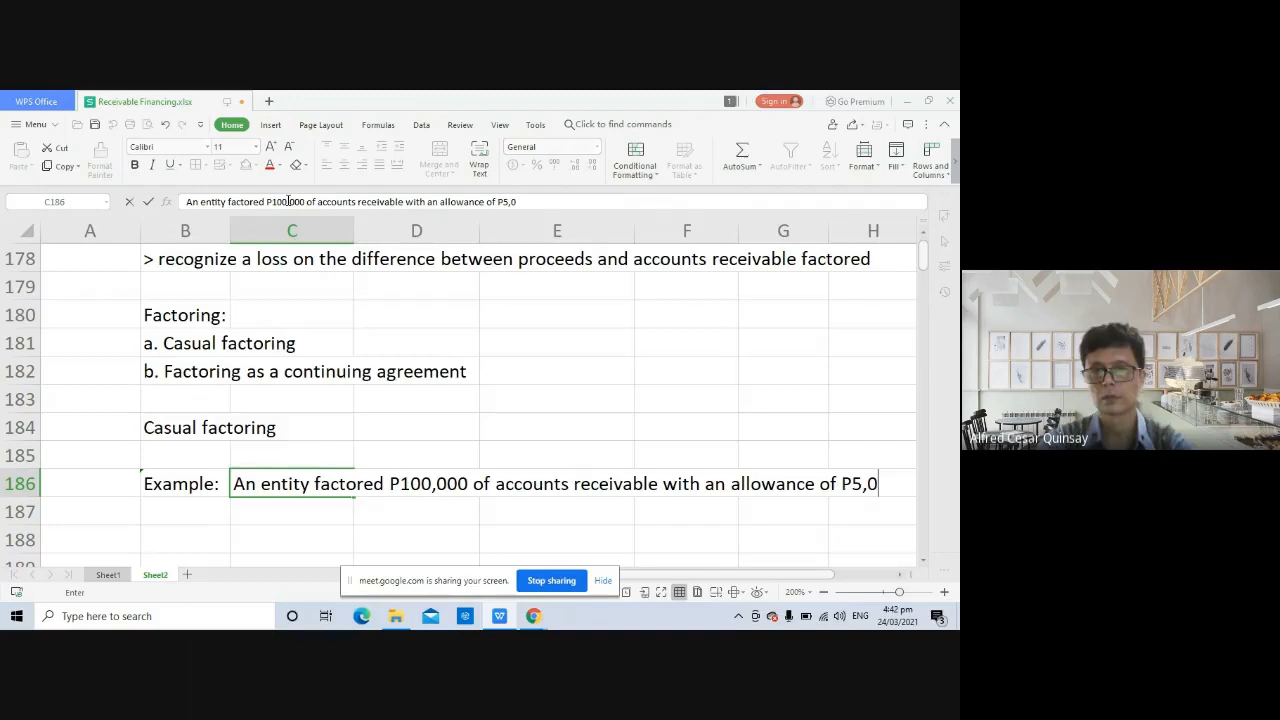 WPS Office
Receivable Financing.xlsx
1
Sign in
Go Premium
Menu
Home
Insert
Page Layout
Formulas
Data
Review
View
Tools
Click to find commands
Paste
Cut
Copy
Format Painter
Calibri
11
B I U A
Merge and Center
Wrap Text
General
Conditional Formatting
Format as Table
AutoSum
AutoFilter
Sort
Format
Fill
Rows and Columns
C186
fx
An entity factored P100,000 of accounts receivable with an allowance of P5,0
A B C D E F G H
178 > recognize a loss on the difference between proceeds and accounts receivable factored
179
180 Factoring:
181 a. Casual factoring
182 b. Factoring as a continuing agreement
183
184 Casual factoring
185
186 Example: An entity factored P100,000 of accounts receivable with an allowance of P5,0
187
188
Sheet1
Sheet2
meet.google.com is sharing your screen.
Stop sharing
Hide
Enter
200%
Type here to search
ENG
4:42 pm
24/03/2021
3
Alfred Cesar Quinsay